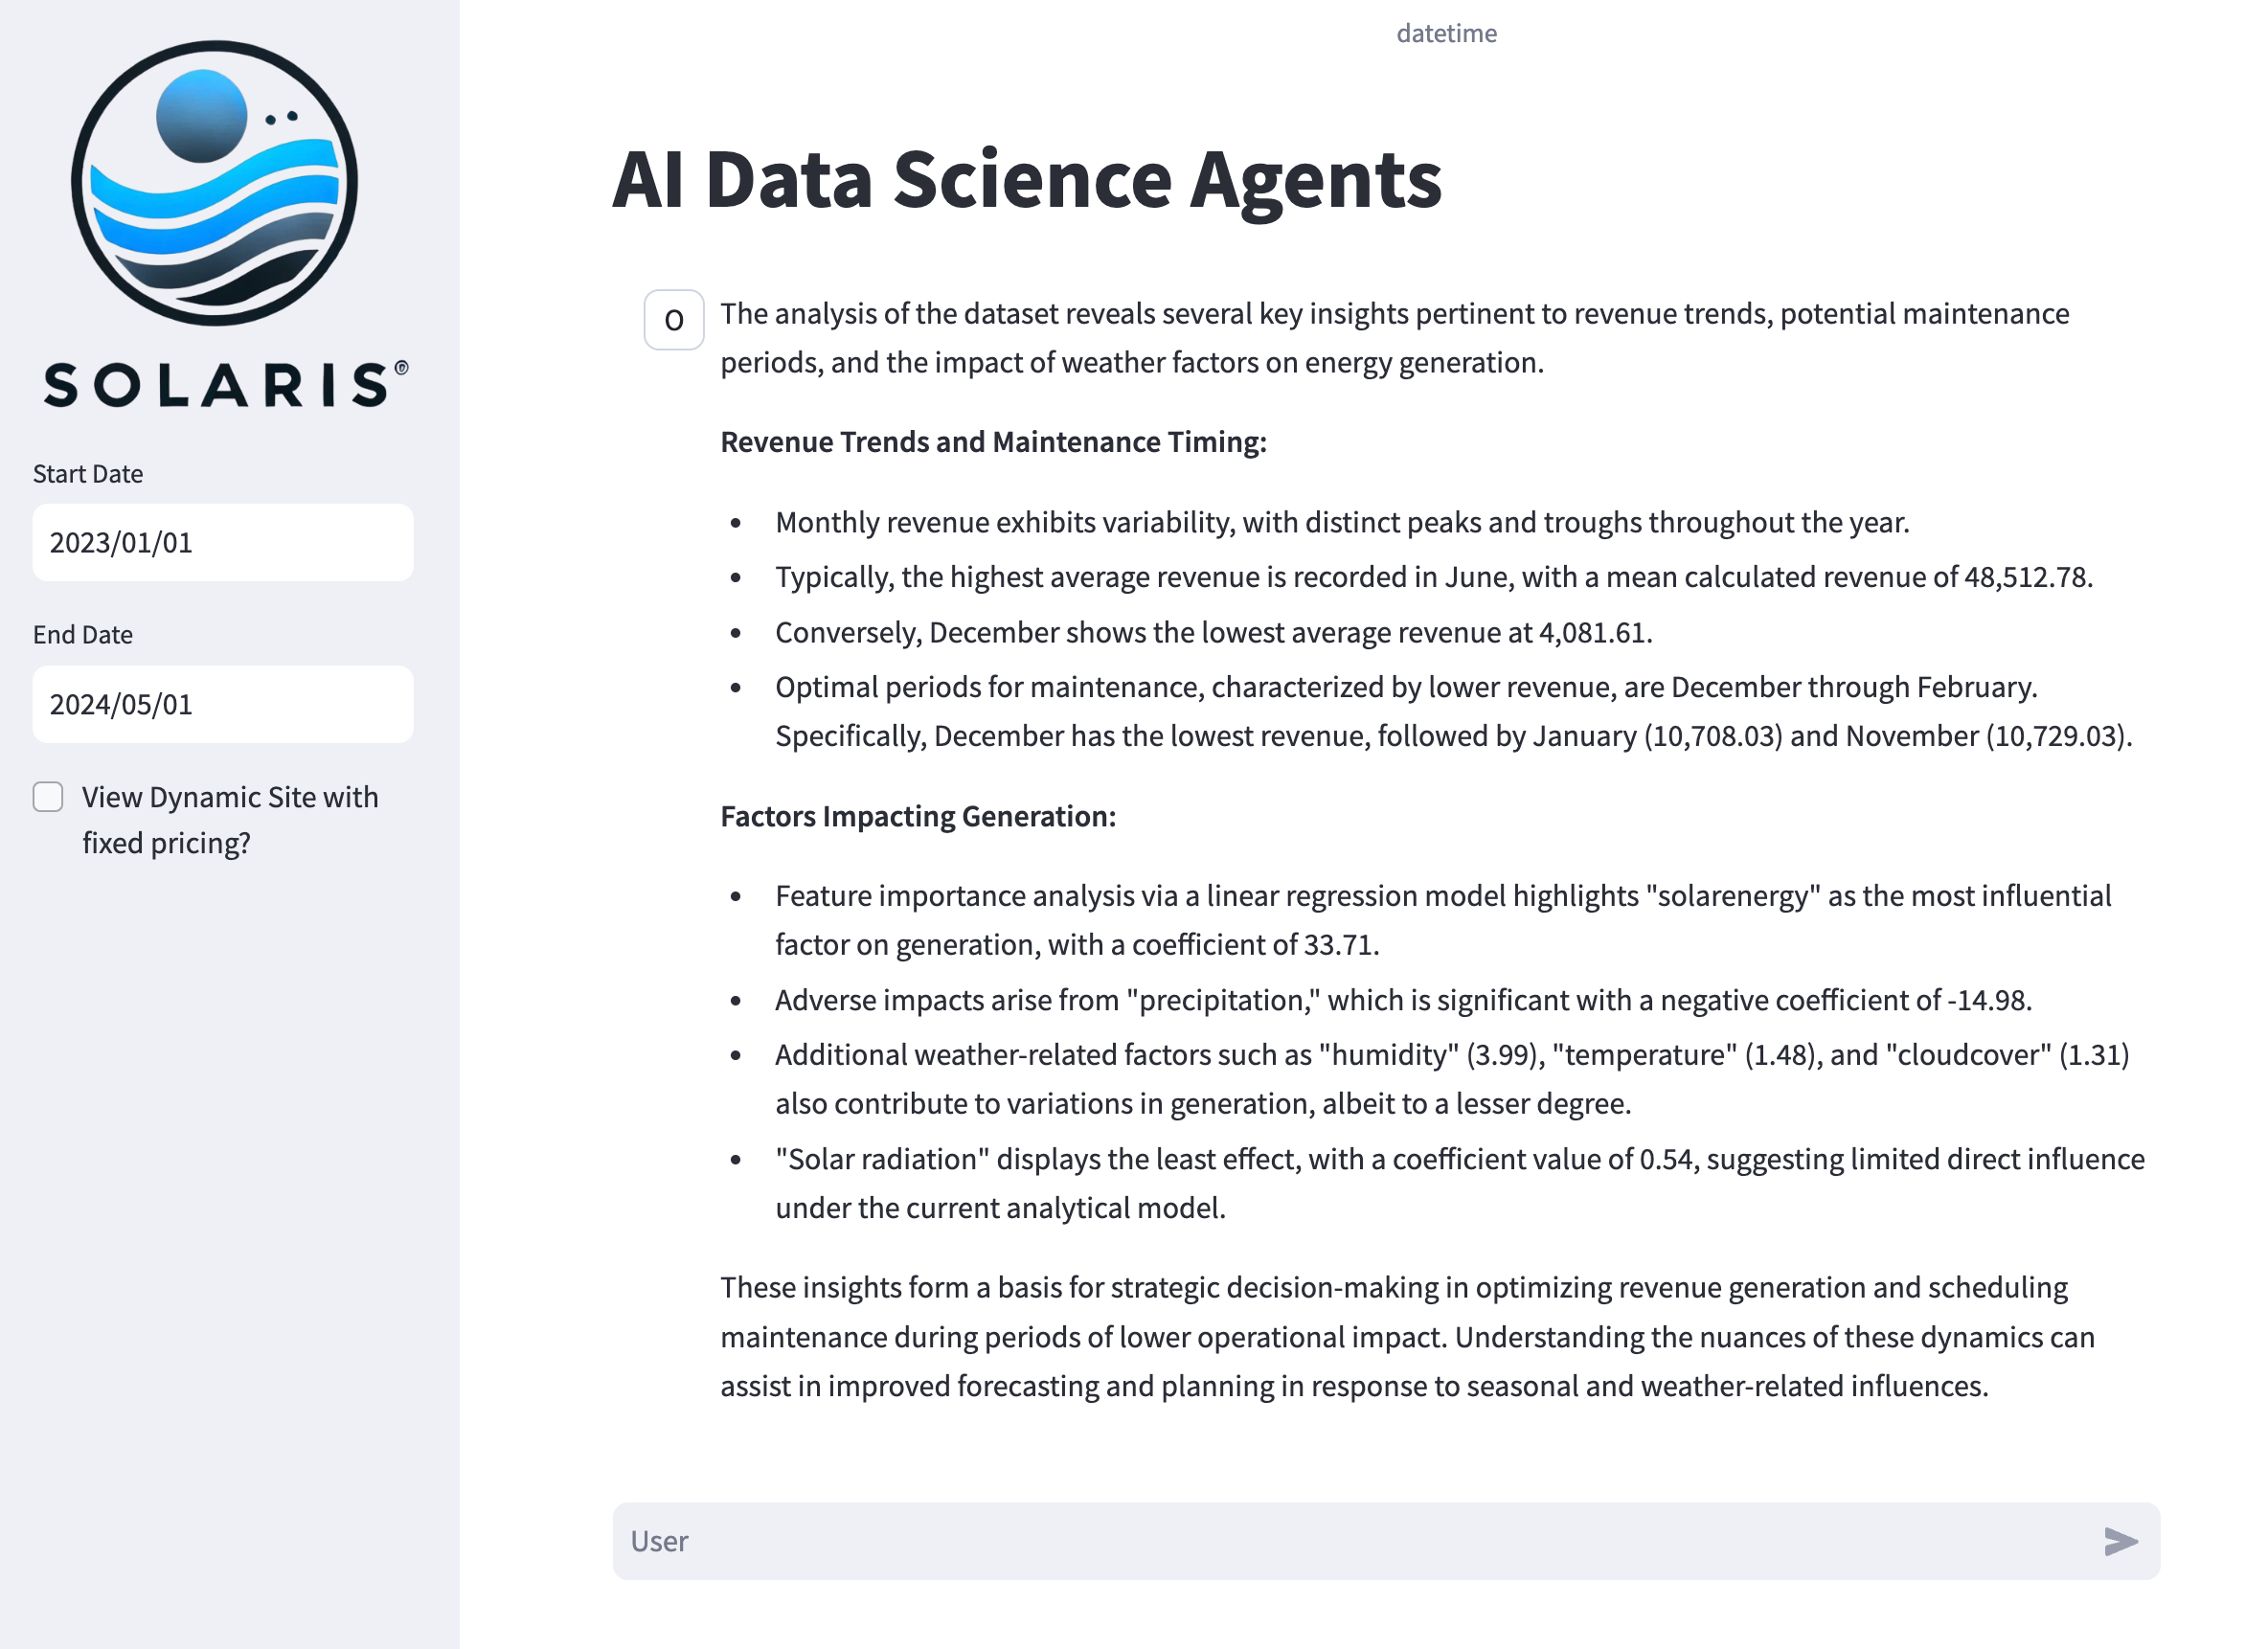 SOLARIS®
Start Date
2023/01/01
End Date
2024/05/01
View Dynamic Site with
fixed pricing?
datetime
AI Data Science Agents
O
The analysis of the dataset reveals several key insights pertinent to revenue trends, potential maintenance
periods, and the impact of weather factors on energy generation.
Revenue Trends and Maintenance Timing:
• Monthly revenue exhibits variability, with distinct peaks and troughs throughout the year.
• Typically, the highest average revenue is recorded in June, with a mean calculated revenue of 48,512.78.
• Conversely, December shows the lowest average revenue at 4,081.61.
• Optimal periods for maintenance, characterized by lower revenue, are December through February.
Specifically, December has the lowest revenue, followed by January (10,708.03) and November (10,729.03).
Factors Impacting Generation:
• Feature importance analysis via a linear regression model highlights "solarenergy" as the most influential
factor on generation, with a coefficient of 33.71.
• Adverse impacts arise from "precipitation," which is significant with a negative coefficient of -14.98.
• Additional weather-related factors such as "humidity" (3.99), "temperature" (1.48), and "cloudcover" (1.31)
also contribute to variations in generation, albeit to a lesser degree.
• "Solar radiation" displays the least effect, with a coefficient value of 0.54, suggesting limited direct influence
under the current analytical model.
These insights form a basis for strategic decision-making in optimizing revenue generation and scheduling
maintenance during periods of lower operational impact. Understanding the nuances of these dynamics can
assist in improved forecasting and planning in response to seasonal and weather-related influences.
User